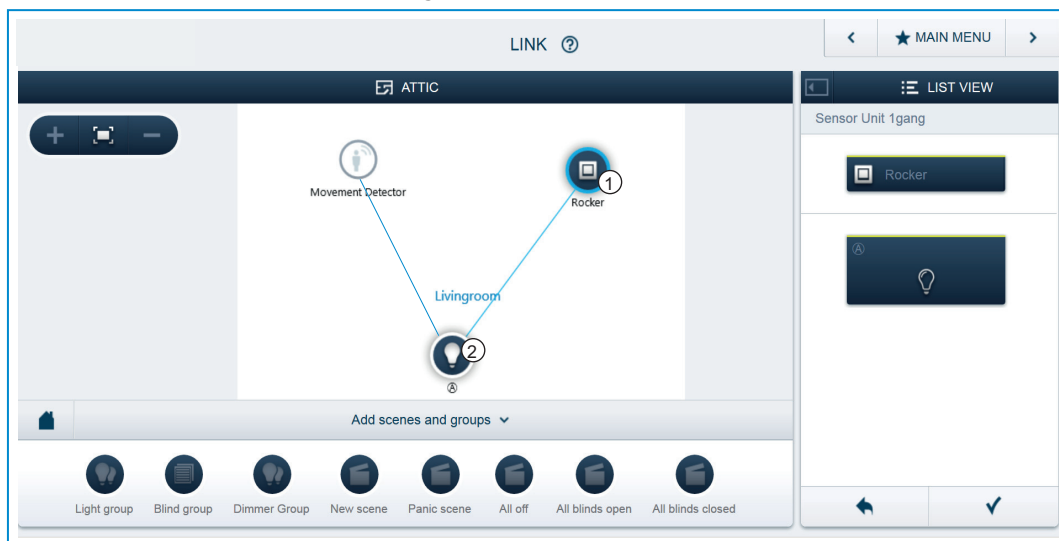 LINK ?
MAIN MENU
ATTIC
LIST VIEW
Sensor Unit 1gang
Movement Detector
1
Rocker
Rocker
A
Livingroom
2
A
Add scenes and groups
Light group
Blind group
Dimmer Group
New scene
Panic scene
All off
All blinds open
All blinds closed